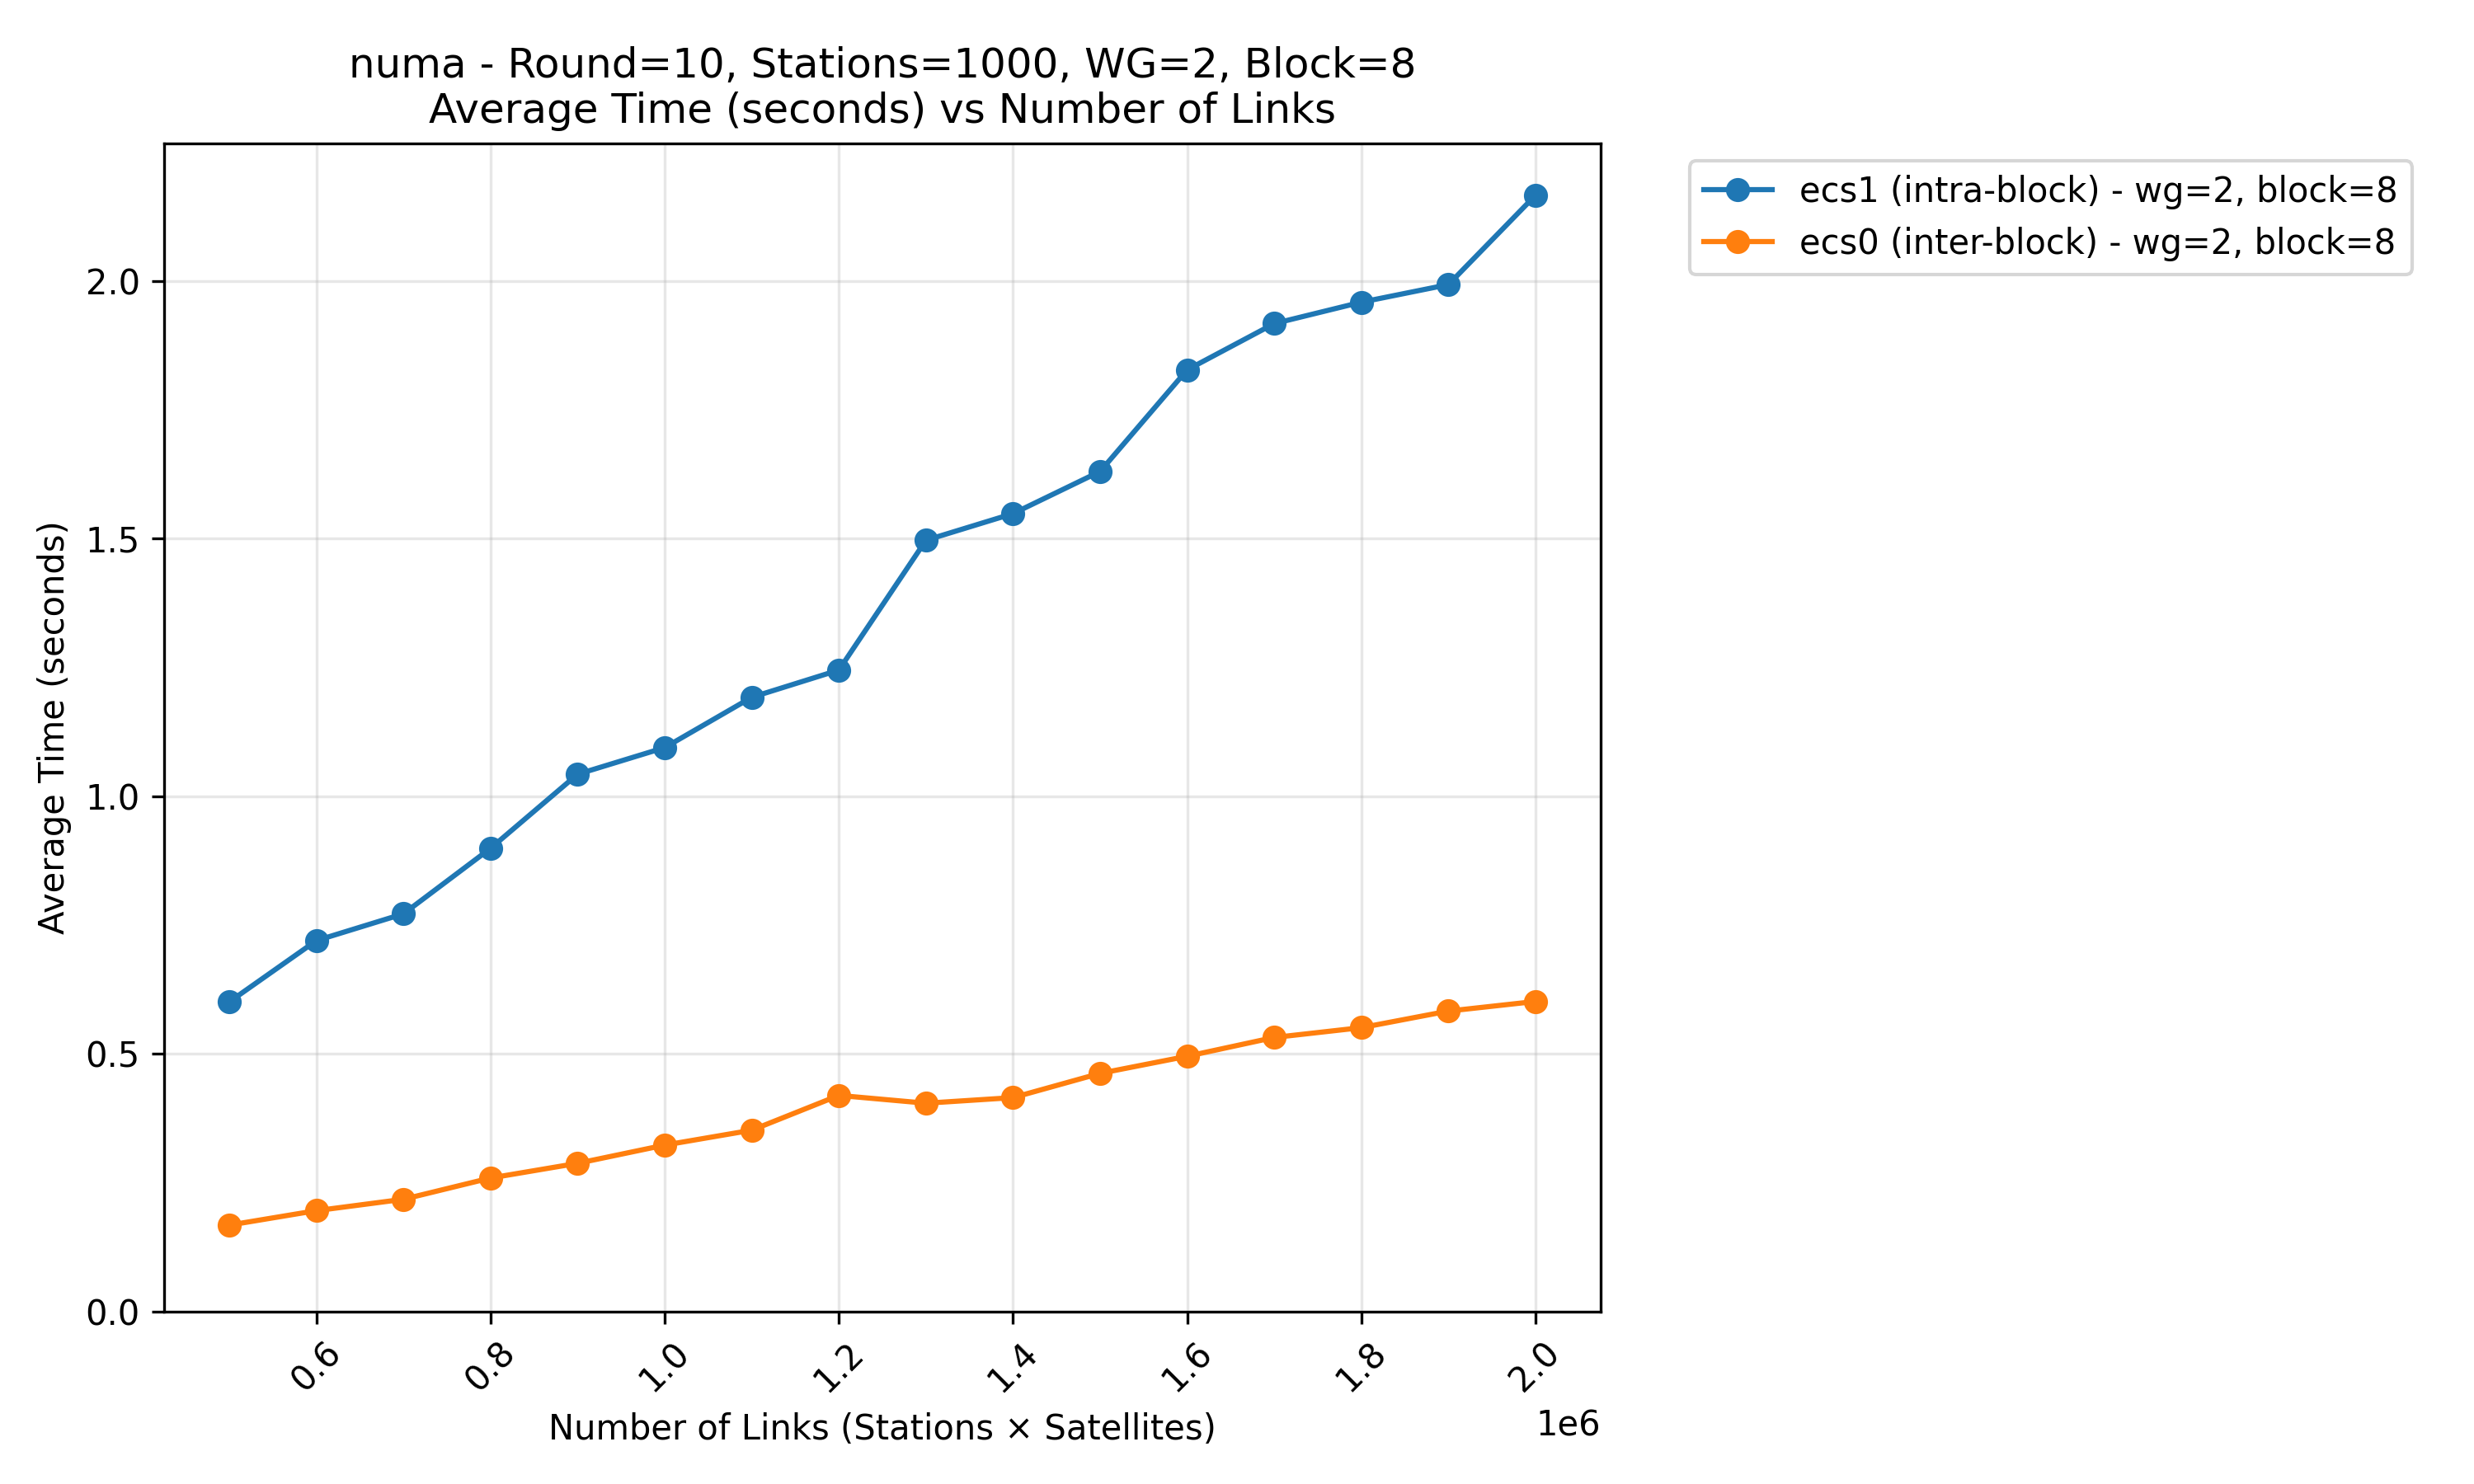 numa - Round=10, Stations=1000, WG=2, Block=8
Average Time (seconds) vs Number of Links
ecs1 (intra-block) - wg=2, block=8
ecs0 (inter-block) - wg=2, block=8
Average Time (seconds)
2.0
1.5
1.0
0.5
0.0
0.6
0.8
1.0
1.2
1.4
1.6
1.8
2.0
1e6
Number of Links (Stations × Satellites)